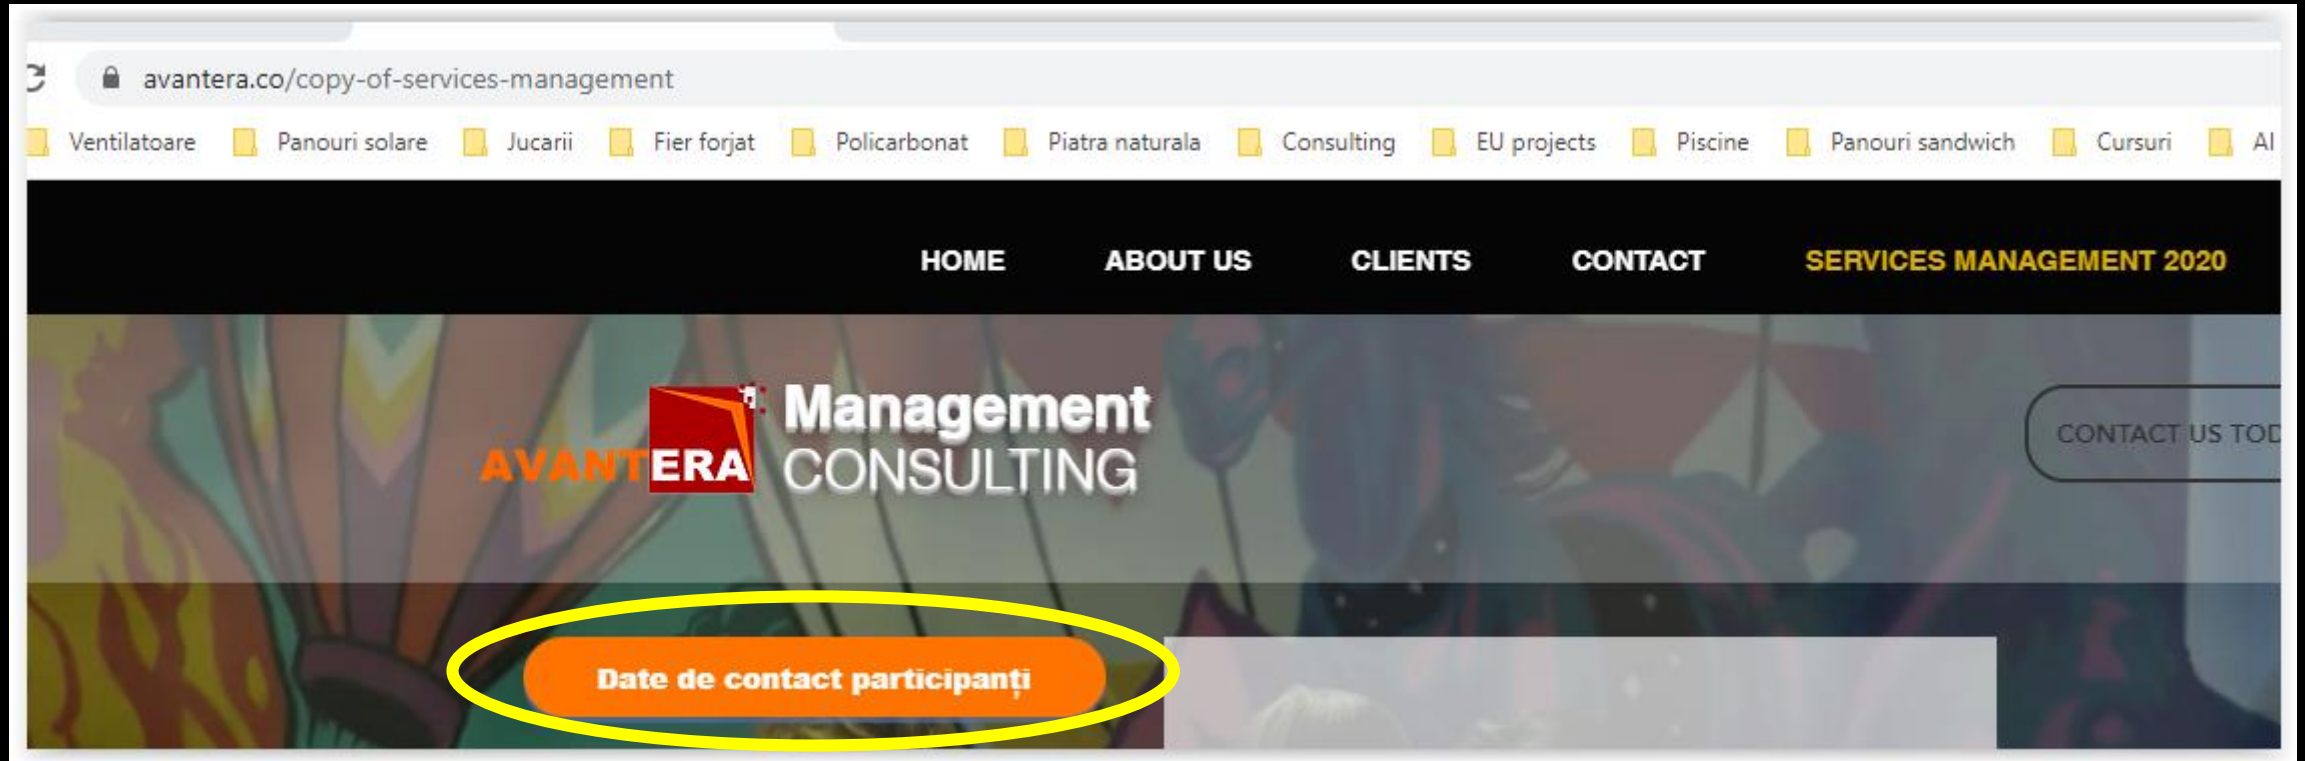 avantera.co/copy-of-services-management
Ventilatoare Panouri solare Jucarii Fier forjat Policarbonat Piatra naturala Consulting EU projects Piscine Panouri sandwich Cursuri AI
HOME ABOUT US CLIENTS CONTACT SERVICES MANAGEMENT 2020
Management
AVANTERA CONSULTING
CONTACT US TOD
Date de contact participanți